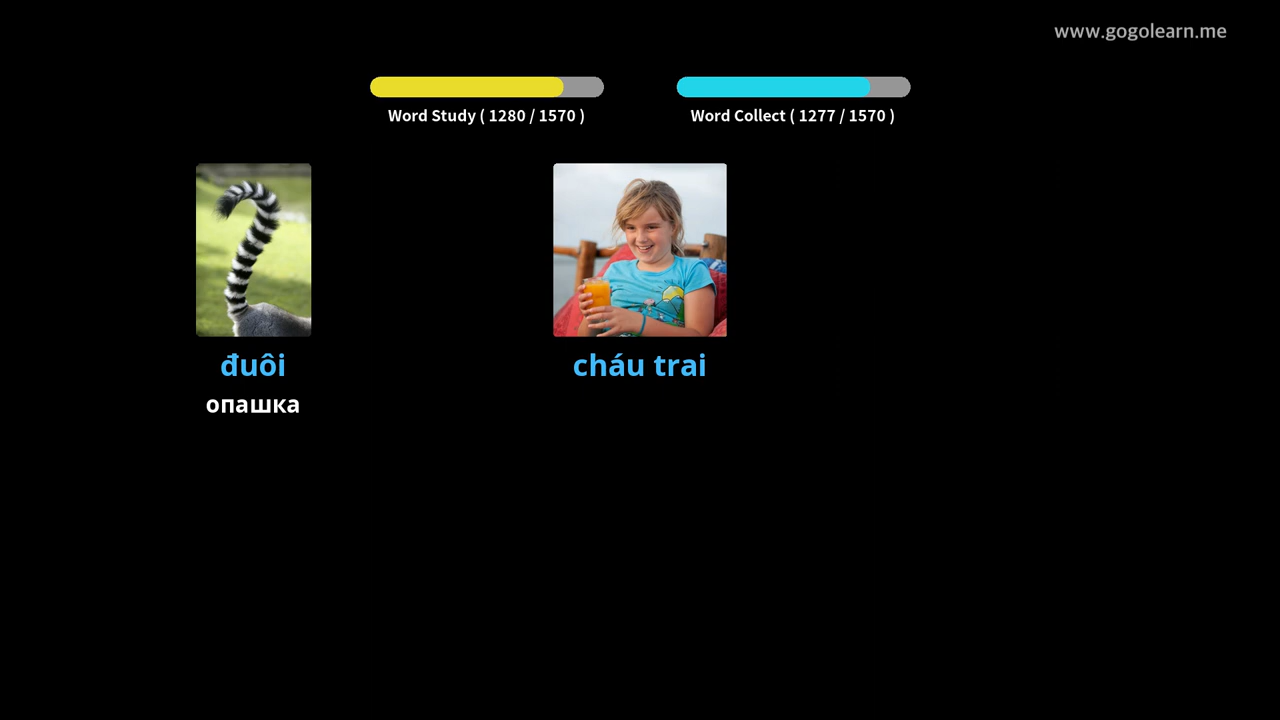 www.gogolearn.me
Word Study ( 1280 / 1570 )
Word Collect ( 1277 / 1570 )
đuôi
опашка
cháu trai